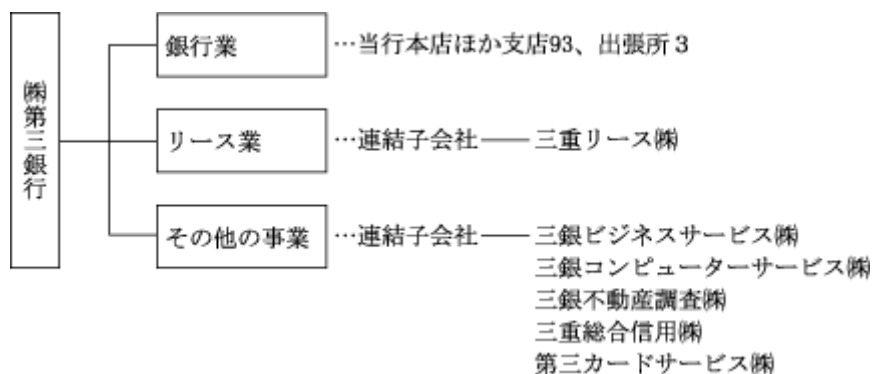 ㈱第三銀行
銀行業 …当行本店ほか支店93、出張所３
リース業 …連結子会社――三重リース㈱
その他の事業 …連結子会社――三銀ビジネスサービス㈱
三銀コンピューターサービス㈱
三銀不動産調査㈱
三重総合信用㈱
第三カードサービス㈱